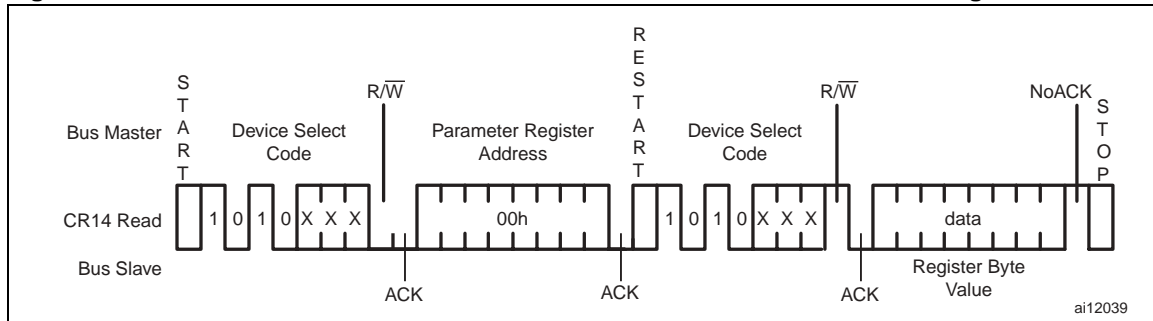 START
R/W
RESTART
R/W
NoACK
STOP
Bus Master
Device Select
Code
Parameter Register
Address
Device Select
Code
CR14 Read
1 0 1 0 X X X
00h
1 0 1 0 X X X
data
Bus Slave
ACK
ACK
ACK
Register Byte
Value
ai12039